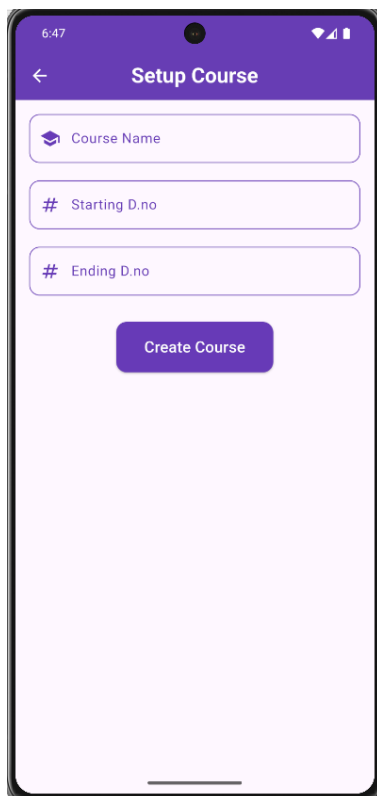 6:47
Setup Course
Course Name
# Starting D.no
# Ending D.no
Create Course